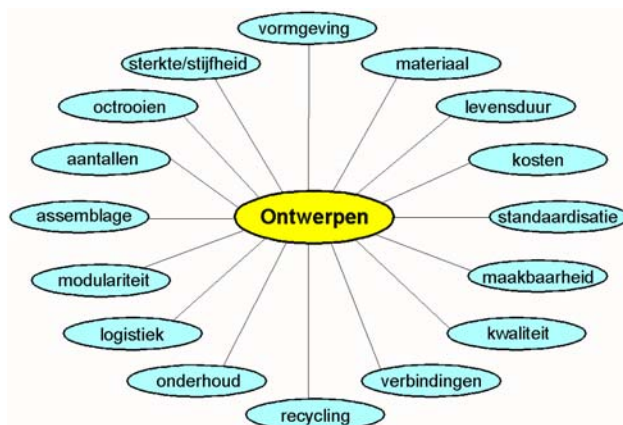 vormgeving
sterkte/stijfheid
materiaal
octrooien
levensduur
aantallen
kosten
assemblage
Ontwerpen
standaardisatie
modulariteit
maakbaarheid
logistiek
kwaliteit
onderhoud
verbindingen
recycling